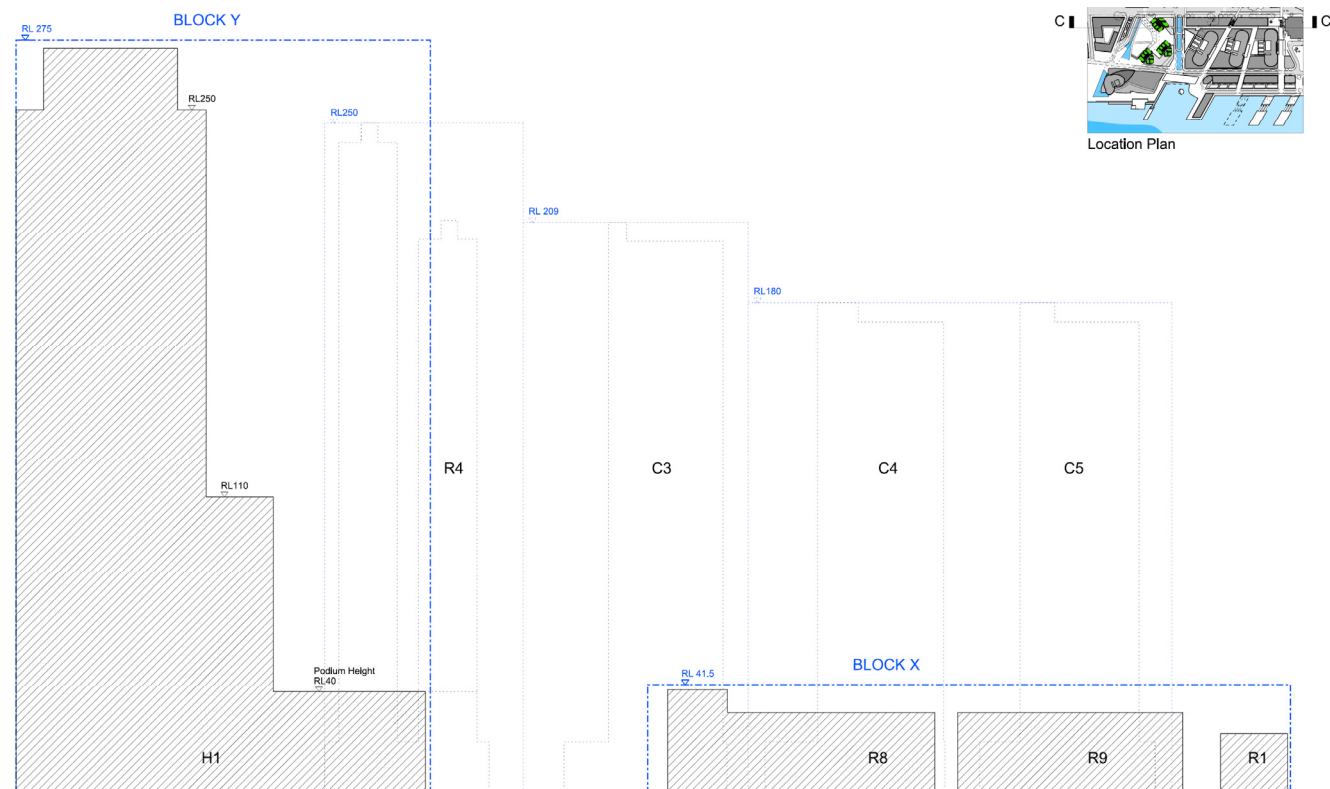 BLOCK Y
RL 275
C
C
RL250
RL250
Location Plan
RL 209
RL180
R4
C3
C4
C5
RL110
BLOCK X
Podium Height
RL40
RL 41.5
H1
R8
R9
R1